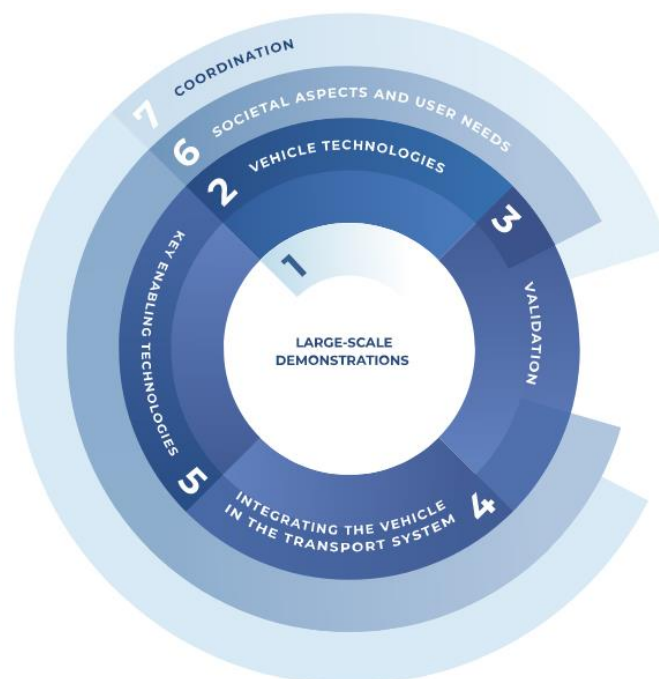 7 COORDINATION
6 SOCIETAL ASPECTS AND USER NEEDS
2 VEHICLE TECHNOLOGIES
3
VALIDATION
1
LARGE-SCALE
DEMONSTRATIONS
KEY ENABLING TECHNOLOGIES
5
INTEGRATING THE VEHICLE
IN THE TRANSPORT SYSTEM
4